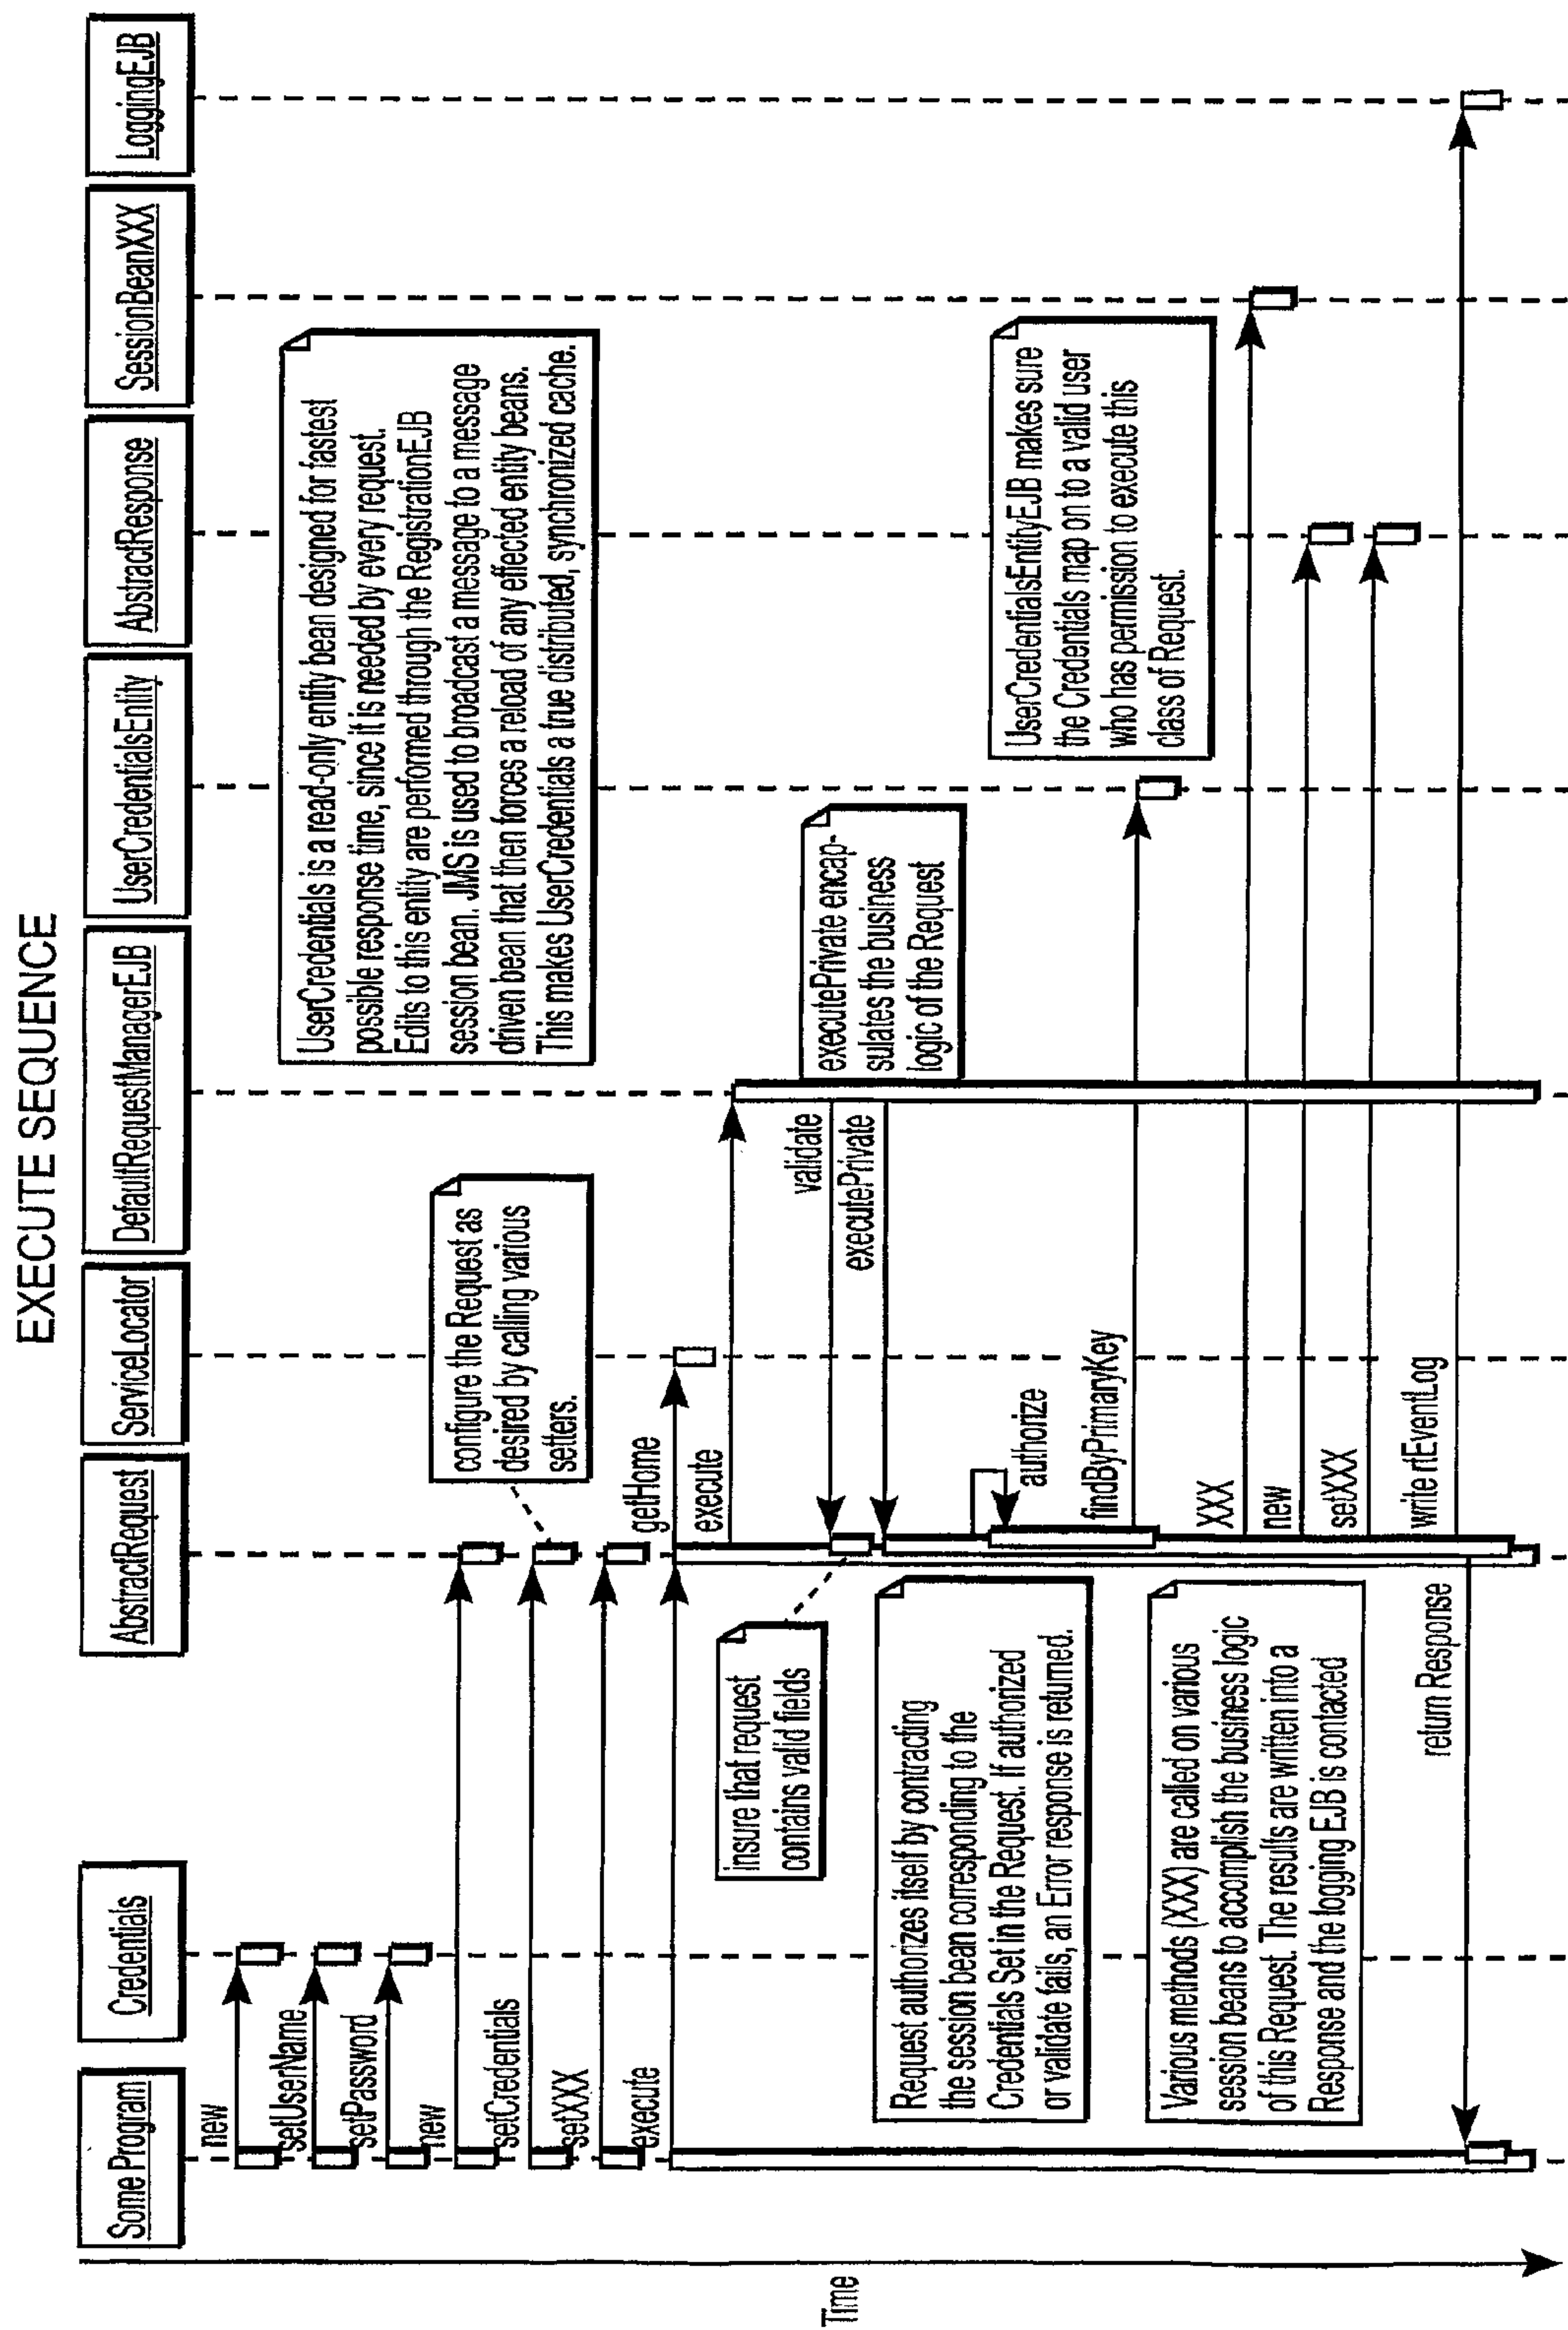 EXECUTE SEQUENCE
Some Program
Credentials
AbstractRequest
ServiceLocator
DefaultRequestManagerEJB
UserCredentialsEntity
AbstractResponse
SessionBeanXXX
LoggingEJB
Time
new
setUserName
setPassword
new
setCredentials
setXXX
execute
UserCredentials is a read-only entity bean designed for fastest
possible response time, since it is needed by every request.
Edits to this entity are performed through the RegistrationEJB
session bean. JMS is used to broadcast a message to a message
driven bean that then forces a reload of any effected entity beans.
This makes UserCredentials a true distributed, synchronized cache.
configure the Request as
desired by calling various
setters.
getHome
execute
insure that request
contains valid fields
validate
executePrivate
executePrivate encap-
sulates the business
logic of the Request
Request authorizes itself by contracting
the session bean corresponding to the
Credentials Set in the Request. If authorized
or validate fails, an Error response is returned.
authorize
findByPrimaryKey
UserCredentialsEntityEJB makes sure
the Credentials map on to a valid user
who has permission to execute this
class of Request.
Various methods (XXX) are called on various
session beans to accomplish the business logic
of this Request. The results are written into a
Response and the logging EJB is contacted
XXX
new
setXXX
write rtEventLog
return Response